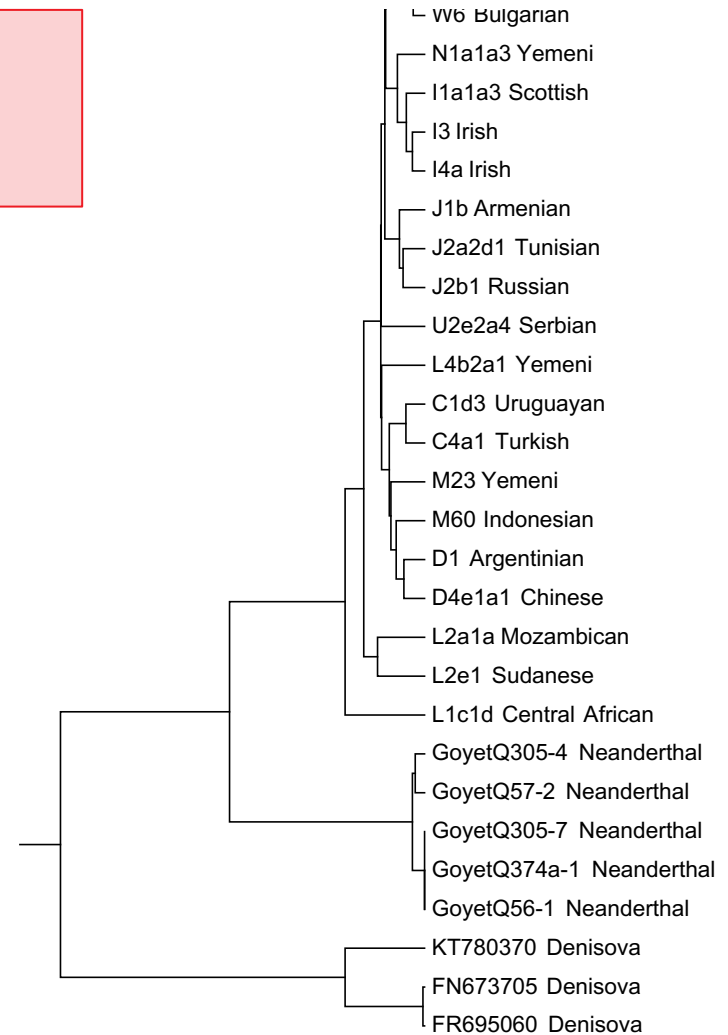 W6 Bulgarian
N1a1a3 Yemeni
I1a1a3 Scottish
I3 Irish
I4a Irish
J1b Armenian
J2a2d1 Tunisian
J2b1 Russian
U2e2a4 Serbian
L4b2a1 Yemeni
C1d3 Uruguayan
C4a1 Turkish
M23 Yemeni
M60 Indonesian
D1 Argentinian
D4e1a1 Chinese
L2a1a Mozambican
L2e1 Sudanese
L1c1d Central African
GoyetQ305-4 Neanderthal
GoyetQ57-2 Neanderthal
GoyetQ305-7 Neanderthal
GoyetQ374a-1 Neanderthal
GoyetQ56-1 Neanderthal
KT780370 Denisova
FN673705 Denisova
FR695060 Denisova